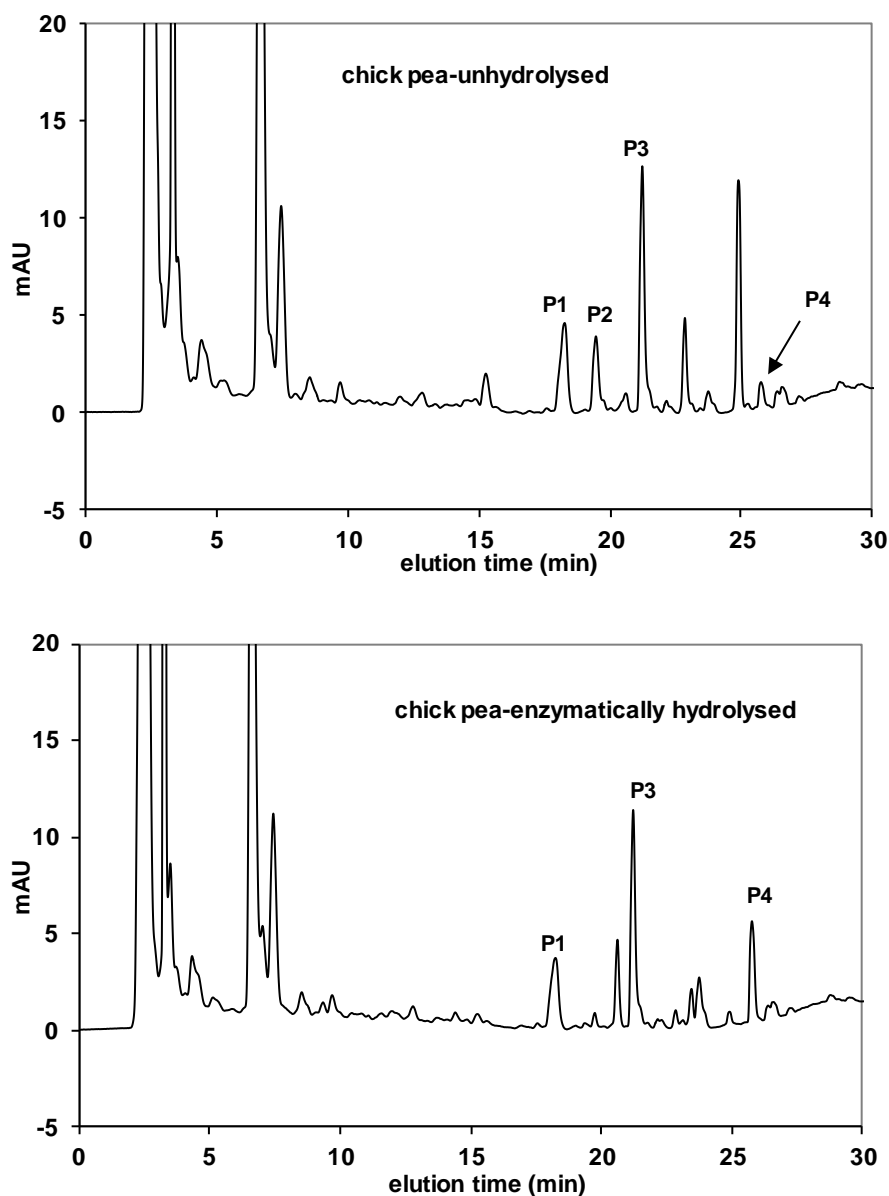 20
chick pea-unhydrolysed
15
P3
mAU
10
P1
P2
P4
5
0
-5
0 5 10 15 20 25 30
elution time (min)
20
chick pea-enzymatically hydrolysed
15
P3
mAU
10
P4
P1
5
0
-5
0 5 10 15 20 25 30
elution time (min)